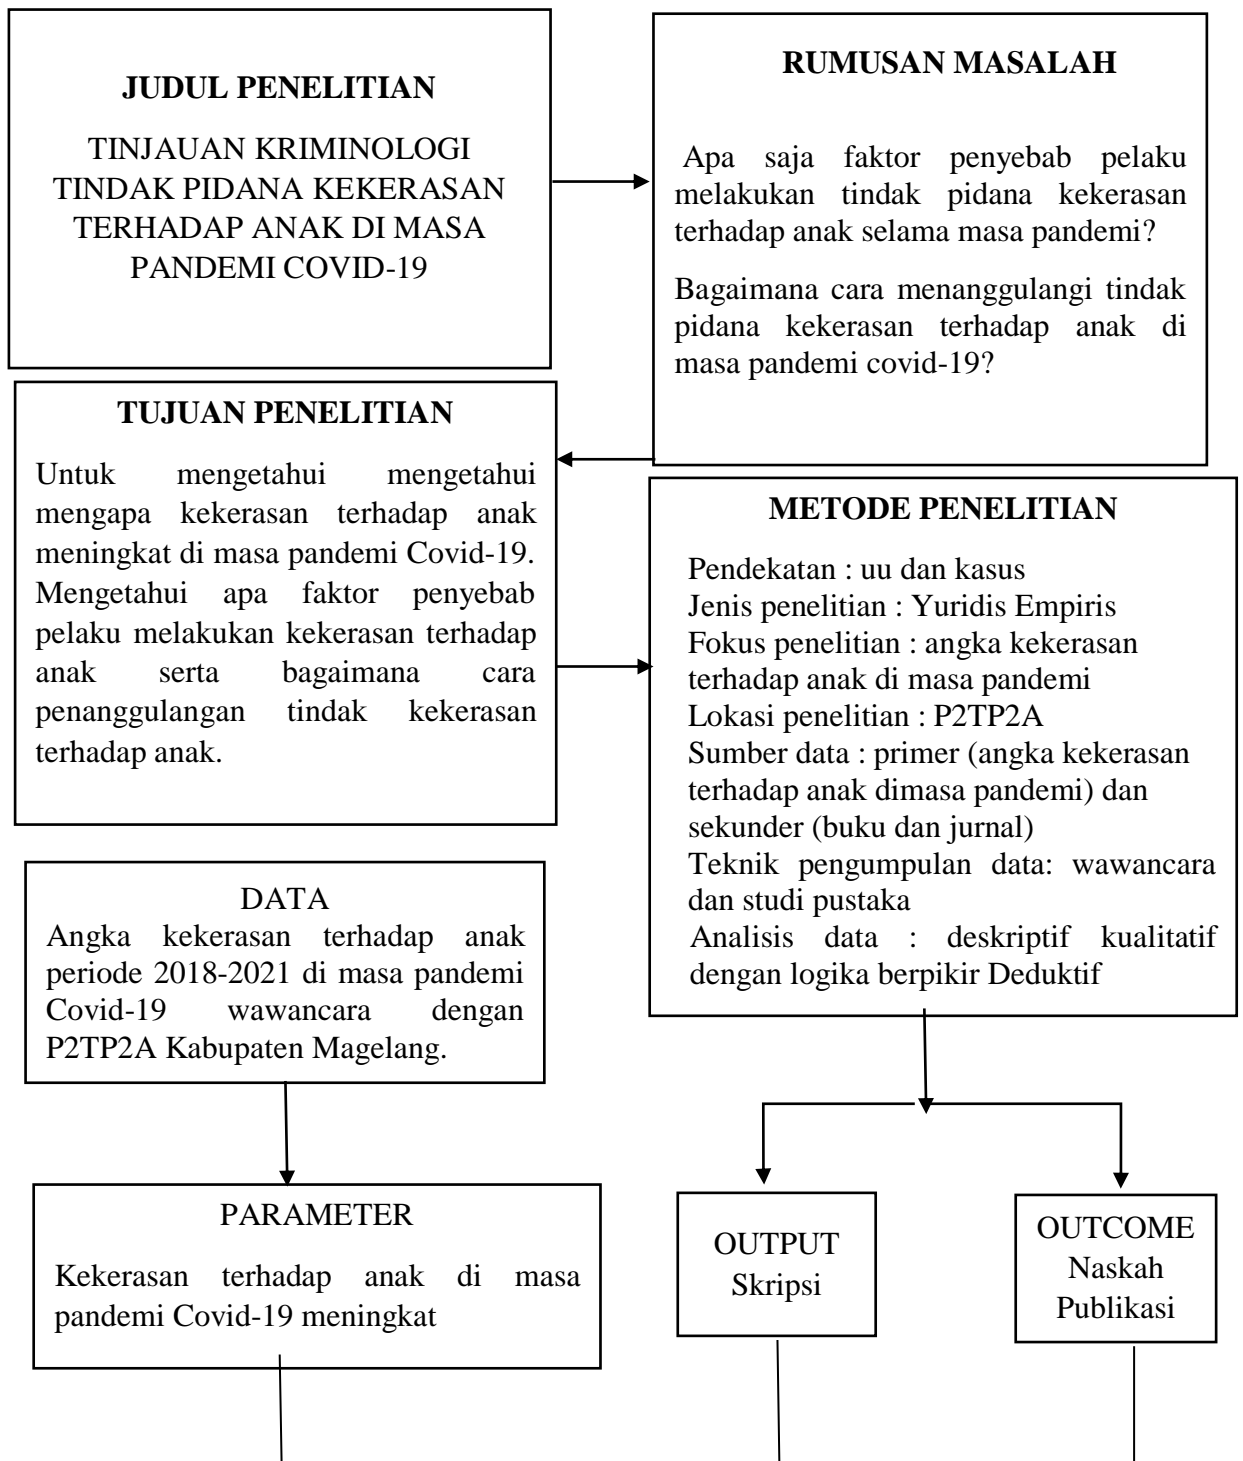 JUDUL PENELITIAN
TINJAUAN KRIMINOLOGI
TINDAK PIDANA KEKERASAN
TERHADAP ANAK DI MASA
PANDEMI COVID-19
RUMUSAN MASALAH
Apa saja faktor penyebab pelaku
melakukan tindak pidana kekerasan
terhadap anak selama masa pandemi?
Bagaimana cara menanggulangi tindak
pidana kekerasan terhadap anak di
masa pandemi covid-19?
TUJUAN PENELITIAN
Untuk mengetahui mengetahui
mengapa kekerasan terhadap anak
meningkat di masa pandemi Covid-19.
Mengetahui apa faktor penyebab
pelaku melakukan kekerasan terhadap
anak serta bagaimana cara
penanggulangan tindak kekerasan
terhadap anak.
METODE PENELITIAN
Pendekatan : uu dan kasus
Jenis penelitian : Yuridis Empiris
Fokus penelitian : angka kekerasan
terhadap anak di masa pandemi
Lokasi penelitian : P2TP2A
Sumber data : primer (angka kekerasan
terhadap anak dimasa pandemi) dan
sekunder (buku dan jurnal)
Teknik pengumpulan data: wawancara
dan studi pustaka
Analisis data : deskriptif kualitatif
dengan logika berpikir Deduktif
DATA
Angka kekerasan terhadap anak
periode 2018-2021 di masa pandemi
Covid-19 wawancara dengan
P2TP2A Kabupaten Magelang.
PARAMETER
Kekerasan terhadap anak di masa
pandemi Covid-19 meningkat
OUTPUT
Skripsi
OUTCOME
Naskah
Publikasi